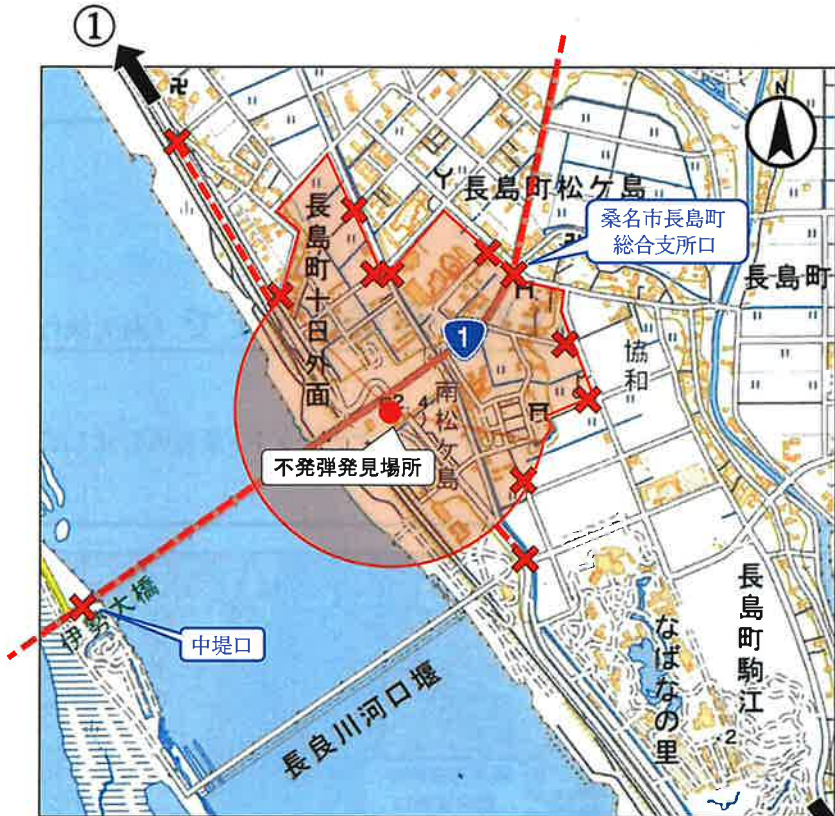 ①
N
長島町松ケ島
桑名市長島町
総合支所口
長島町
長島町十日外面
1
協和
南松ケ島
不発弾発見場所
伊勢大橋
中堤口
長良川河口堰
なばなの里
長島町駒江
2